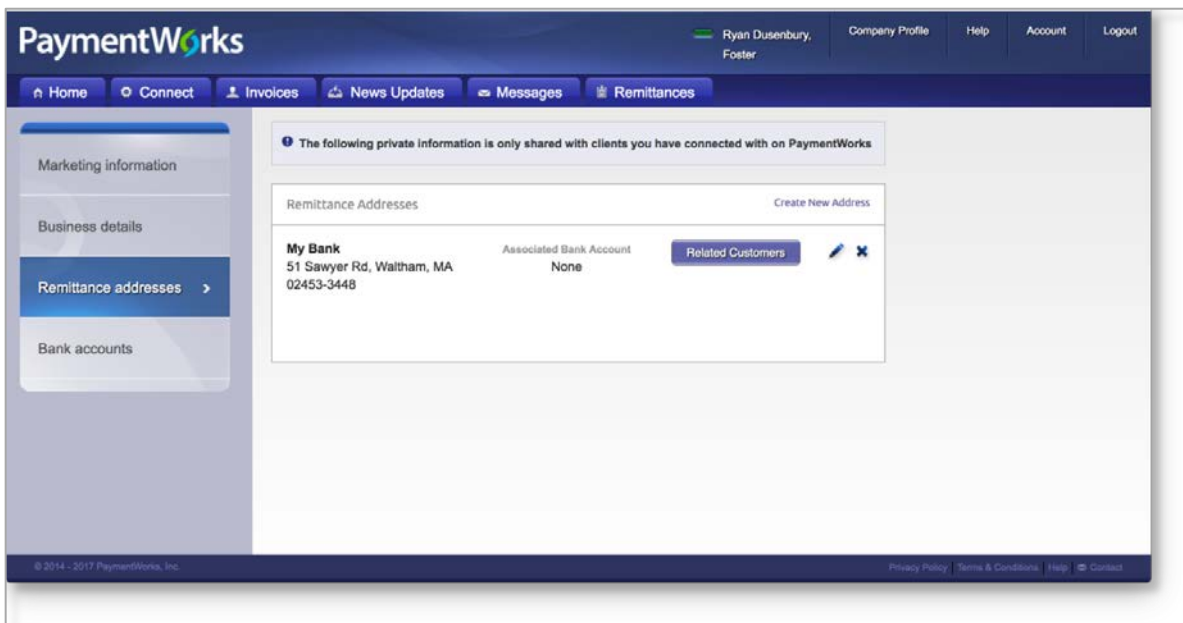 PaymentWorks
Ryan Dusenbury,
Foster
Company Profile
Help
Account
Logout
Home
Connect
Invoices
News Updates
Messages
Remittances
Marketing information
Business details
Remittance addresses
Bank accounts
The following private information is only shared with clients you have connected with on PaymentWorks
Remittance Addresses
Create New Address
My Bank
51 Sawyer Rd, Waltham, MA
02453-3448
Associated Bank Account
None
Related Customers
© 2014 - 2017 PaymentWorks, Inc.
Privacy Policy | Terms & Conditions | Help | Contact